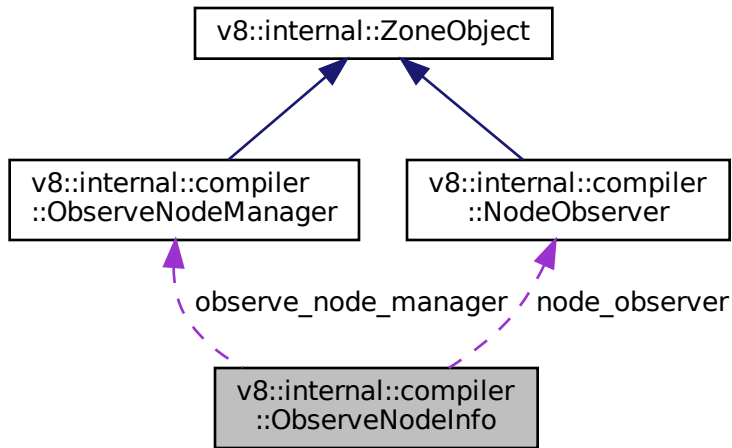 v8::internal::ZoneObject
v8::internal::compiler
::ObserveNodeManager
v8::internal::compiler
::NodeObserver
observe_node_manager
node_observer
v8::internal::compiler
::ObserveNodeInfo